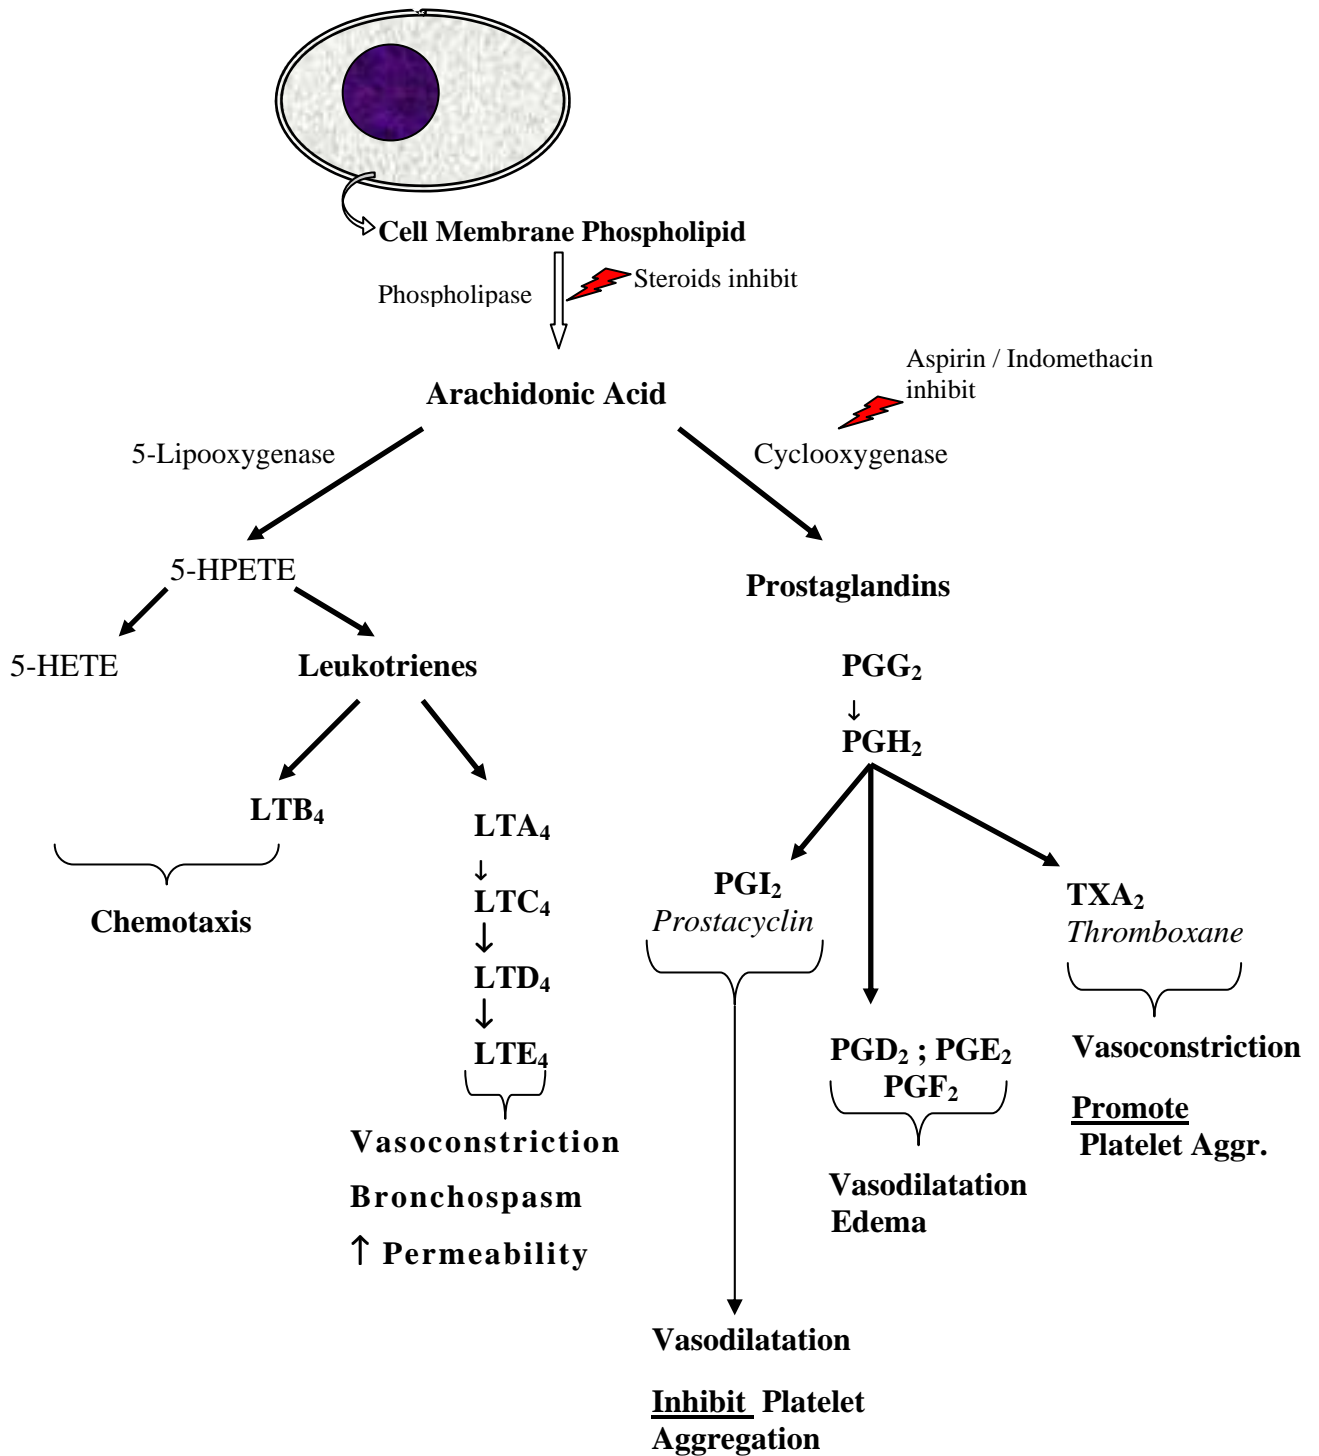 Cell Membrane Phospholipid
Phospholipase
Steroids inhibit
Arachidonic Acid
Aspirin / Indomethacin
inhibit
5-Lipooxygenase
Cyclooxygenase
5-HPETE
Prostaglandins
5-HETE
Leukotrienes
PGG₂
↓
PGH₂
LTB₄
LTA₄
↓
LTC₄
↓
LTD₄
↓
LTE₄
Chemotaxis
Vasoconstriction
Bronchospasm
↑ Permeability
PGI₂
Prostacyclin
TXA₂
Thromboxane
PGD₂ ; PGE₂
PGF₂
Vasodilatation
Edema
Vasoconstriction
Promote
Platelet Aggr.
Vasodilatation
Inhibit Platelet
Aggregation